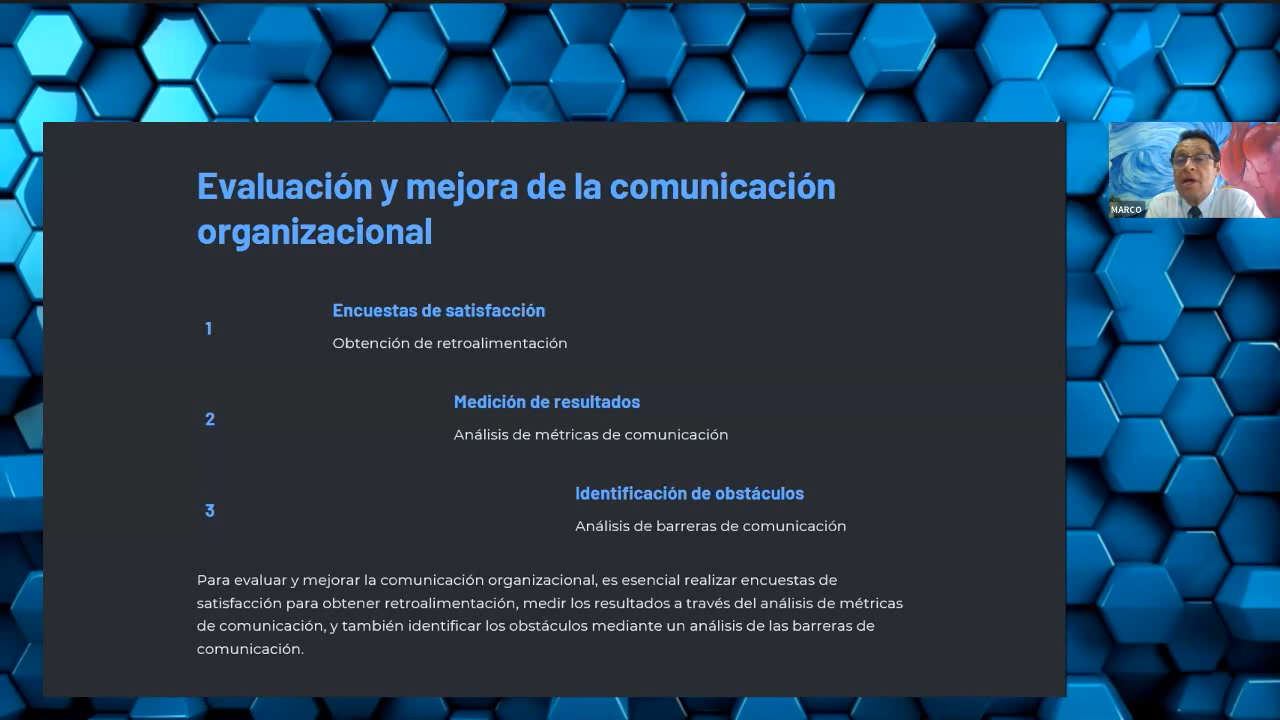 Evaluación y mejora de la comunicación
organizacional
1
Encuestas de satisfacción
Obtención de retroalimentación
2
Medición de resultados
Análisis de métricas de comunicación
3
Identificación de obstáculos
Análisis de barreras de comunicación
Para evaluar y mejorar la comunicación organizacional, es esencial realizar encuestas de
satisfacción para obtener retroalimentación, medir los resultados a través del análisis de métricas
de comunicación, y también identificar los obstáculos mediante un análisis de las barreras de
comunicación.
MARCO